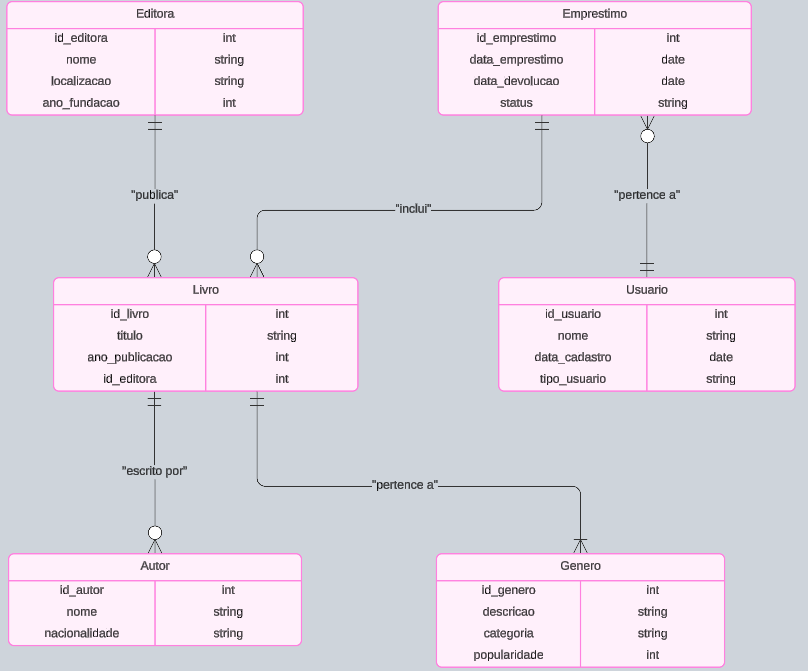 Editora
id_editora int
nome string
localizacao string
ano_fundacao int
Emprestimo
id_emprestimo int
data_emprestimo date
data_devolucao date
status string
"publica"
"inclui"
"pertence a"
Livro
id_livro int
titulo string
ano_publicacao int
id_editora int
Usuario
id_usuario int
nome string
data_cadastro date
tipo_usuario string
"escrito por"
"pertence a"
Autor
id_autor int
nome string
nacionalidade string
Genero
id_genero int
descricao string
categoria string
popularidade int